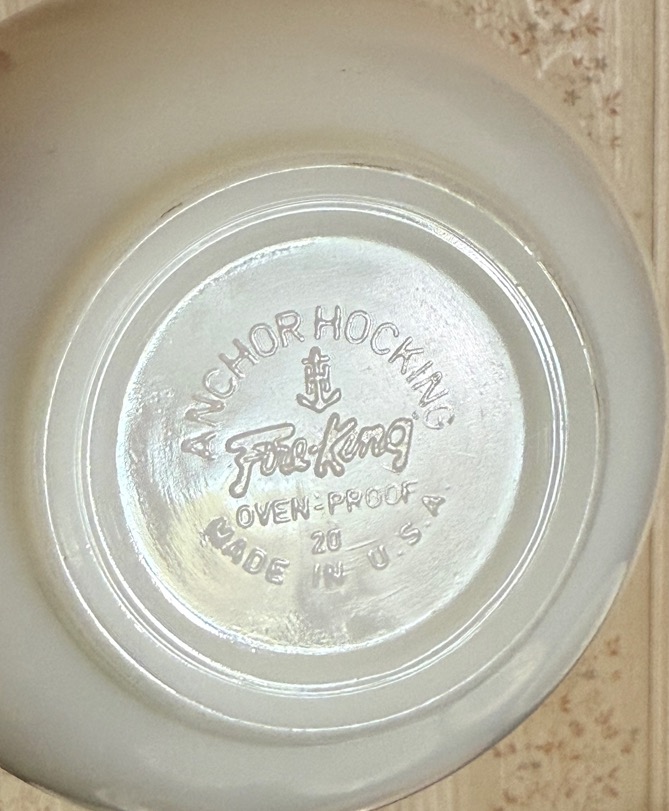 ANCHOR HOCKING
Fire-King
OVEN-PROOF
20
MADE IN U.S.A.